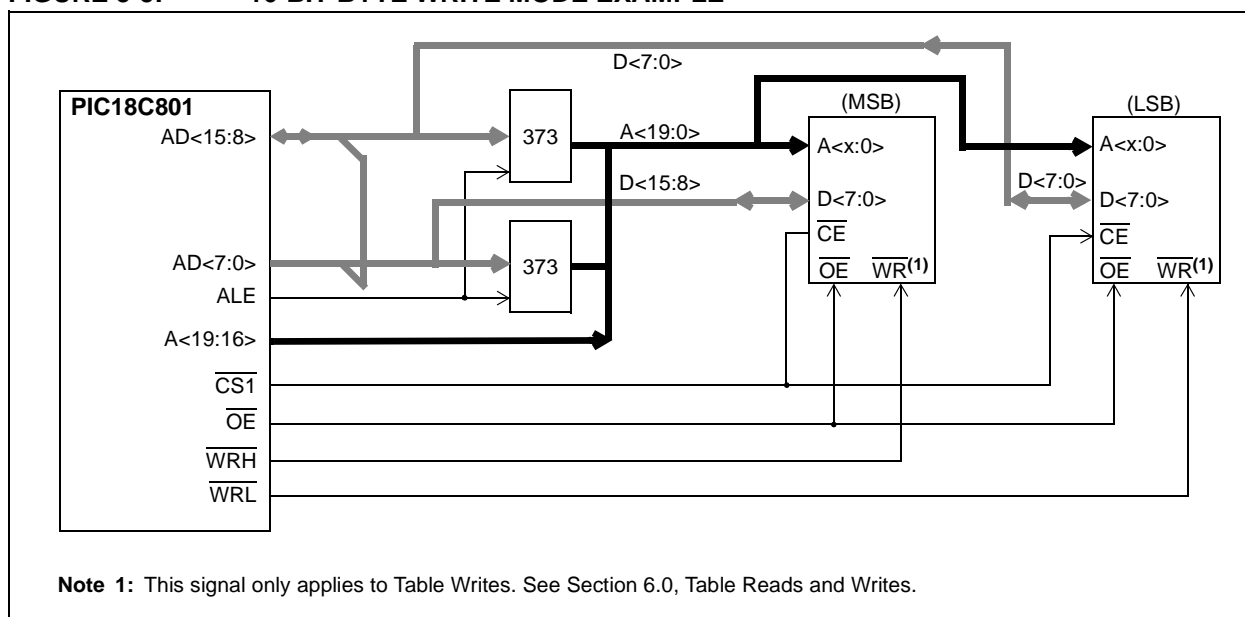 D<7:0>
PIC18C801
(MSB)
(LSB)
AD<15:8>
373
A<19:0>
A<x:0>
A<x:0>
D<15:8>
D<7:0>
D<7:0>
D<7:0>
CE
CE
AD<7:0>
373
OE
WR(1)
OE
WR(1)
ALE
A<19:16>
CS1
OE
WRH
WRL
Note 1: This signal only applies to Table Writes. See Section 6.0, Table Reads and Writes.